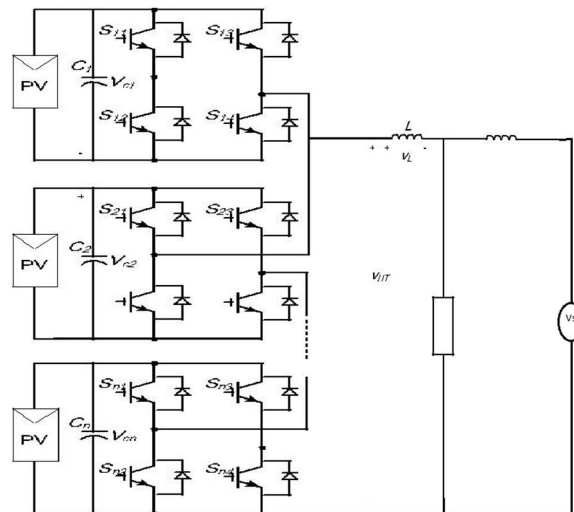 S11
S13
C1
Vc1
PV
S12
S14
-
L
+ + -
vL
+
S21
S23
C2
Vc2
PV
vHT
Vs
Sn1
Sn3
Cn
Vcn
PV
Sn2
Sn4